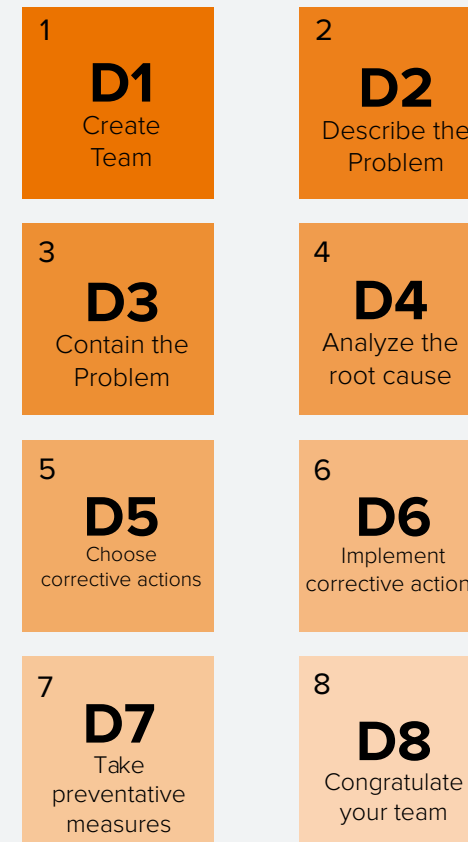 1
D1
Create
Team
2
D2
Describe the
Problem
3
D3
Contain the
Problem
4
D4
Analyze the
root cause
5
D5
Choose
corrective actions
6
D6
Implement
corrective action
7
D7
Take
preventative
measures
8
D8
Congratulate
your team